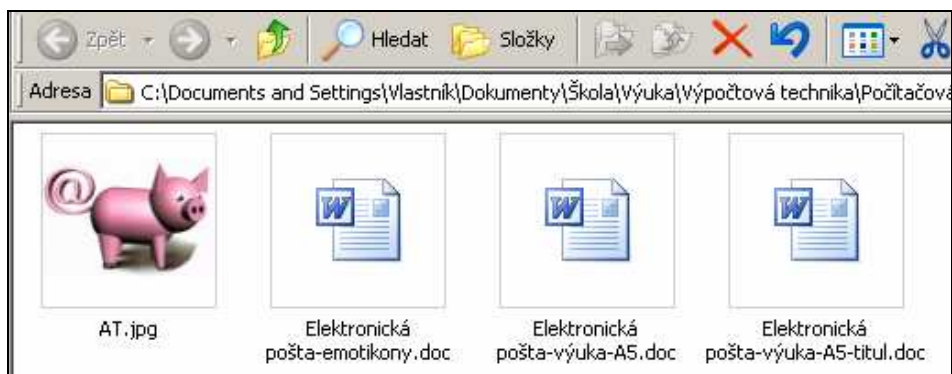 Zpět Hledat Složky
Adresa C:\Documents and Settings\Vlastník\Dokumenty\Škola\Výuka\Výpočtová technika\Počítačová
@
W W W
AT.jpg Elektronická Elektronická Elektronická
pošta-emotikony.doc pošta-výuka-A5.doc pošta-výuka-A5-titul.doc